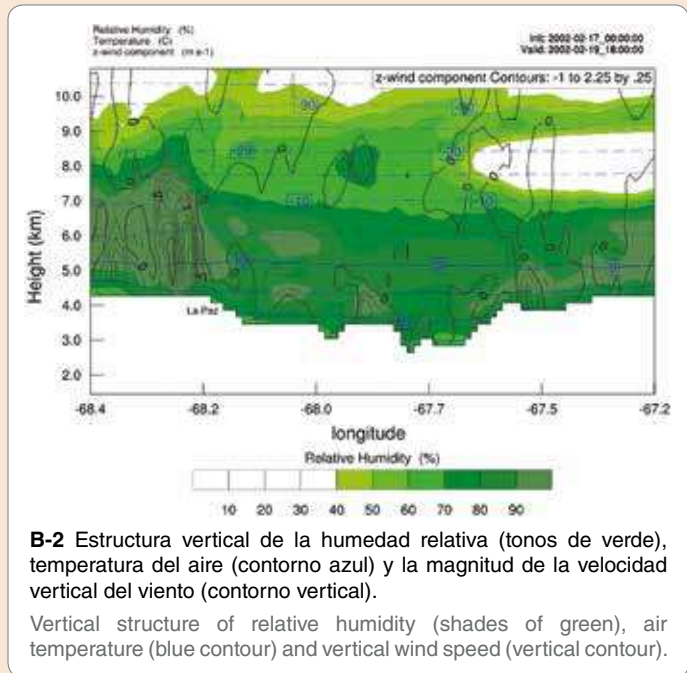 Relative Humidity (%)
Temperature (C)
z-wind component (m s-1)
Init: 2002-02-17_00:00:00
Valid: 2002-02-19_18:00:00
z-wind component Contours: -1 to 2.25 by .25
Height (km)
10.0
9.0
8.0
7.0
6.0
5.0
4.0
3.0
2.0
La Paz
-68.4 -68.2 -68.0 -67.7 -67.5 -67.2
longitude
Relative Humidity (%)
10 20 30 40 50 60 70 80 90
B-2 Estructura vertical de la humedad relativa (tonos de verde),
temperatura del aire (contorno azul) y la magnitud de la velocidad
vertical del viento (contorno vertical).
Vertical structure of relative humidity (shades of green), air
temperature (blue contour) and vertical wind speed (vertical contour).